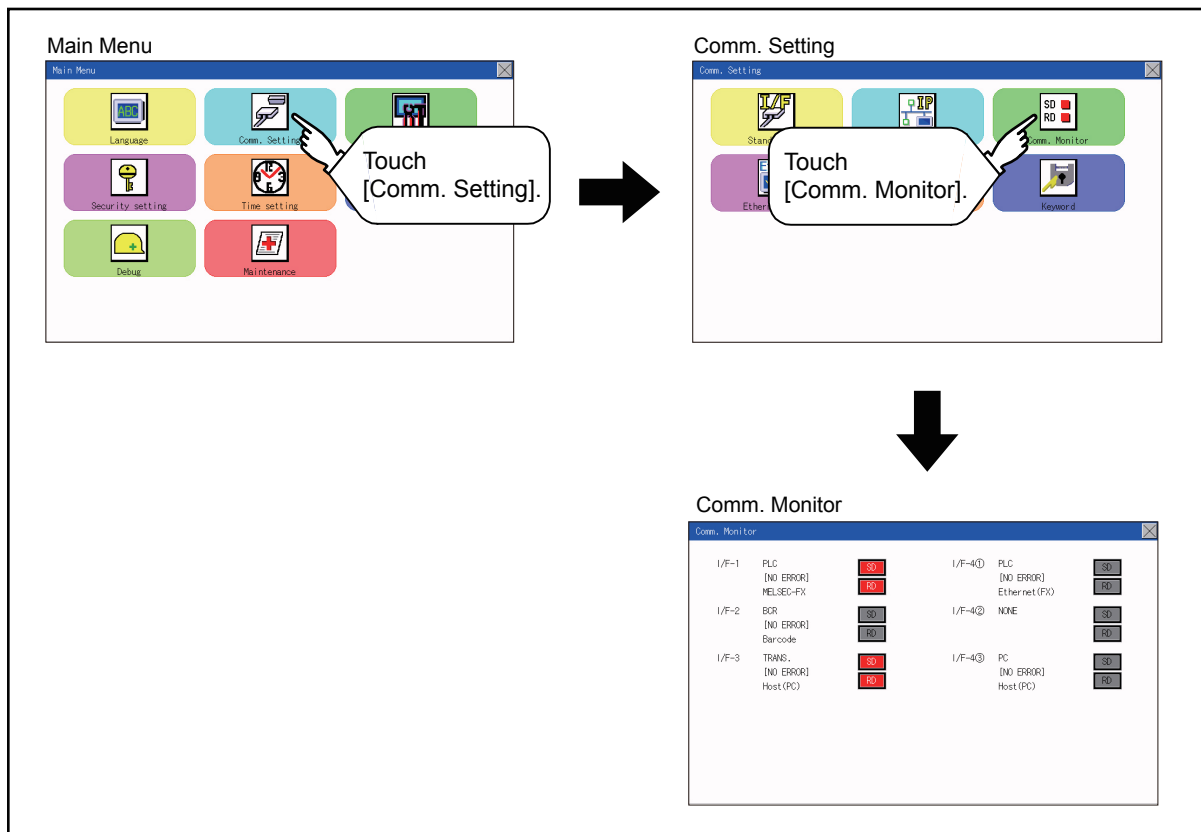 Main Menu
Main Menu
ABC
Language
Comm. Setting
Touch
[Comm. Setting].
Security setting
Time setting
Debug
Maintenance
Comm. Setting
Comm. Setting
I/F
IP
SD
RD
Comm. Monitor
Touch
[Comm. Monitor].
Keyword
Comm. Monitor
Comm. Monitor
I/F-1 PLC SD
[NO ERROR]
MELSEC-FX RD
I/F-2 BCR SD
[NO ERROR]
Barcode RD
I/F-3 TRANS. SD
[NO ERROR]
Host(PC) RD
I/F-4① PLC SD
[NO ERROR]
Ethernet(FX) RD
I/F-4② NONE SD
RD
I/F-4③ PC SD
[NO ERROR]
Host(PC) RD